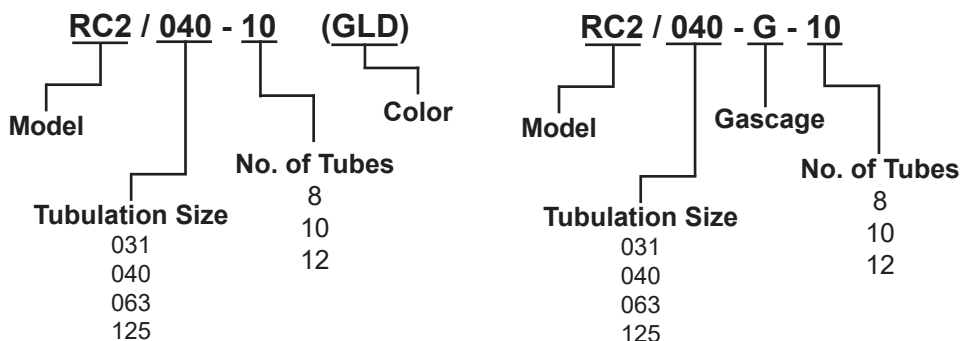 RC2 / 040 - 10 (GLD)
Model
Color
No. of Tubes
8
10
12
Tubulation Size
031
040
063
125
RC2 / 040 - G - 10
Model
Gascage
No. of Tubes
8
10
12
Tubulation Size
031
040
063
125